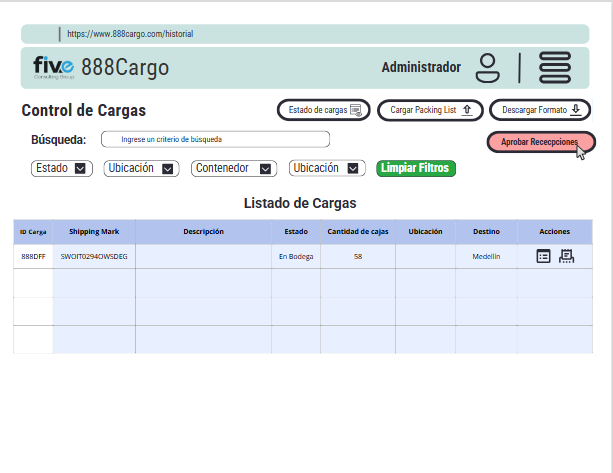 https://www.888cargo.com/historial
five
Consulting Group
888Cargo
Administrador
Control de Cargas
Estado de cargas
Cargar Packing List
Descargar Formato
Búsqueda:
Ingrese un criterio de búsqueda
Aprobar Rececpciones
Estado
Ubicación
Contenedor
Ubicación
Limpiar Filtros
Listado de Cargas
ID Carga Shipping Mark Descripción Estado Cantidad de cajas Ubicación Destino Acciones
888DFF SWOIT0294OWSDEG En Bodega 58 Medellín